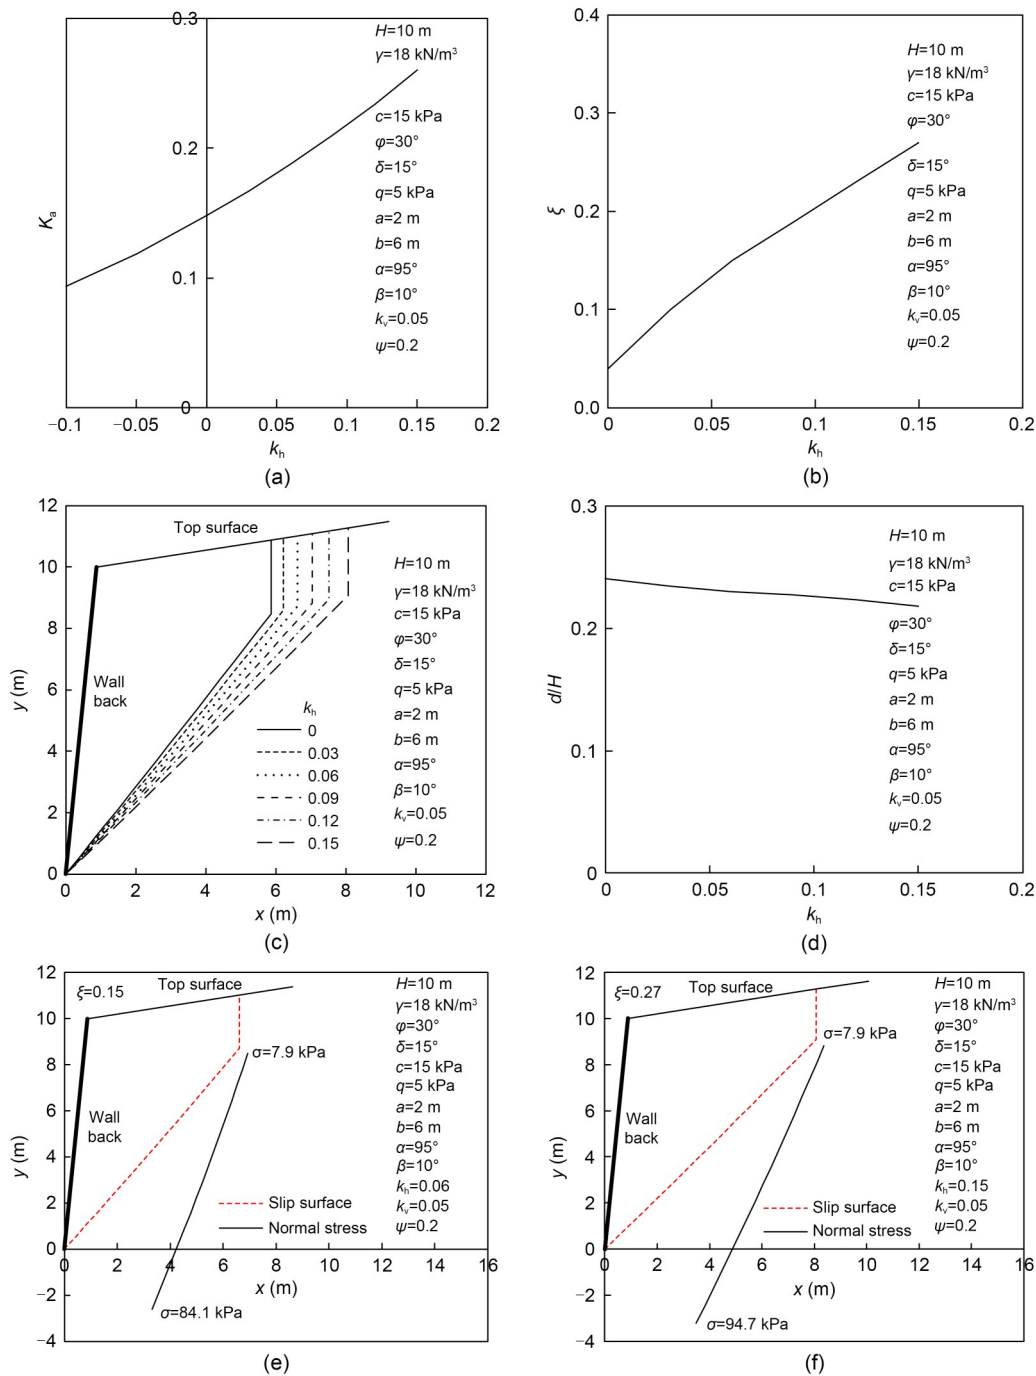 0.3
0.2
0.1
0
Kₐ
−0.1
−0.05
0
0.05
0.1
0.15
0.2
kₕ
H=10 m
γ=18 kN/m³
c=15 kPa
φ=30°
δ=15°
q=5 kPa
a=2 m
b=6 m
α=95°
β=10°
kᵥ=0.05
ψ=0.2
(a)
0.4
0.3
0.2
0.1
0.0
ξ
0
0.05
0.1
0.15
0.2
kₕ
H=10 m
γ=18 kN/m³
c=15 kPa
φ=30°
δ=15°
q=5 kPa
a=2 m
b=6 m
α=95°
β=10°
kᵥ=0.05
ψ=0.2
(b)
12
10
8
6
4
2
0
y (m)
0
2
4
6
8
10
12
x (m)
Top surface
Wall
back
kₕ
0
0.03
0.06
0.09
0.12
0.15
H=10 m
γ=18 kN/m³
c=15 kPa
φ=30°
δ=15°
q=5 kPa
a=2 m
b=6 m
α=95°
β=10°
kᵥ=0.05
ψ=0.2
(c)
0.3
0.2
0.1
0
d/H
0
0.05
0.1
0.15
0.2
kₕ
H=10 m
γ=18 kN/m³
c=15 kPa
φ=30°
δ=15°
q=5 kPa
a=2 m
b=6 m
α=95°
β=10°
kᵥ=0.05
ψ=0.2
(d)
12
10
8
6
4
2
0
−2
−4
y (m)
0
2
4
6
8
10
12
14
16
x (m)
ξ=0.15
Top surface
σ=7.9 kPa
Wall
back
Slip surface
Normal stress
σ=84.1 kPa
H=10 m
γ=18 kN/m³
φ=30°
δ=15°
c=15 kPa
q=5 kPa
a=2 m
b=6 m
α=95°
β=10°
kₕ=0.06
kᵥ=0.05
ψ=0.2
(e)
12
10
8
6
4
2
0
−2
−4
y (m)
0
2
4
6
8
10
12
14
16
x (m)
ξ=0.27
Top surface
σ=7.9 kPa
Wall
back
Slip surface
Normal stress
σ=94.7 kPa
H=10 m
γ=18 kN/m³
φ=30°
δ=15°
c=15 kPa
q=5 kPa
a=2 m
b=6 m
α=95°
β=10°
kₕ=0.15
kᵥ=0.05
ψ=0.2
(f)